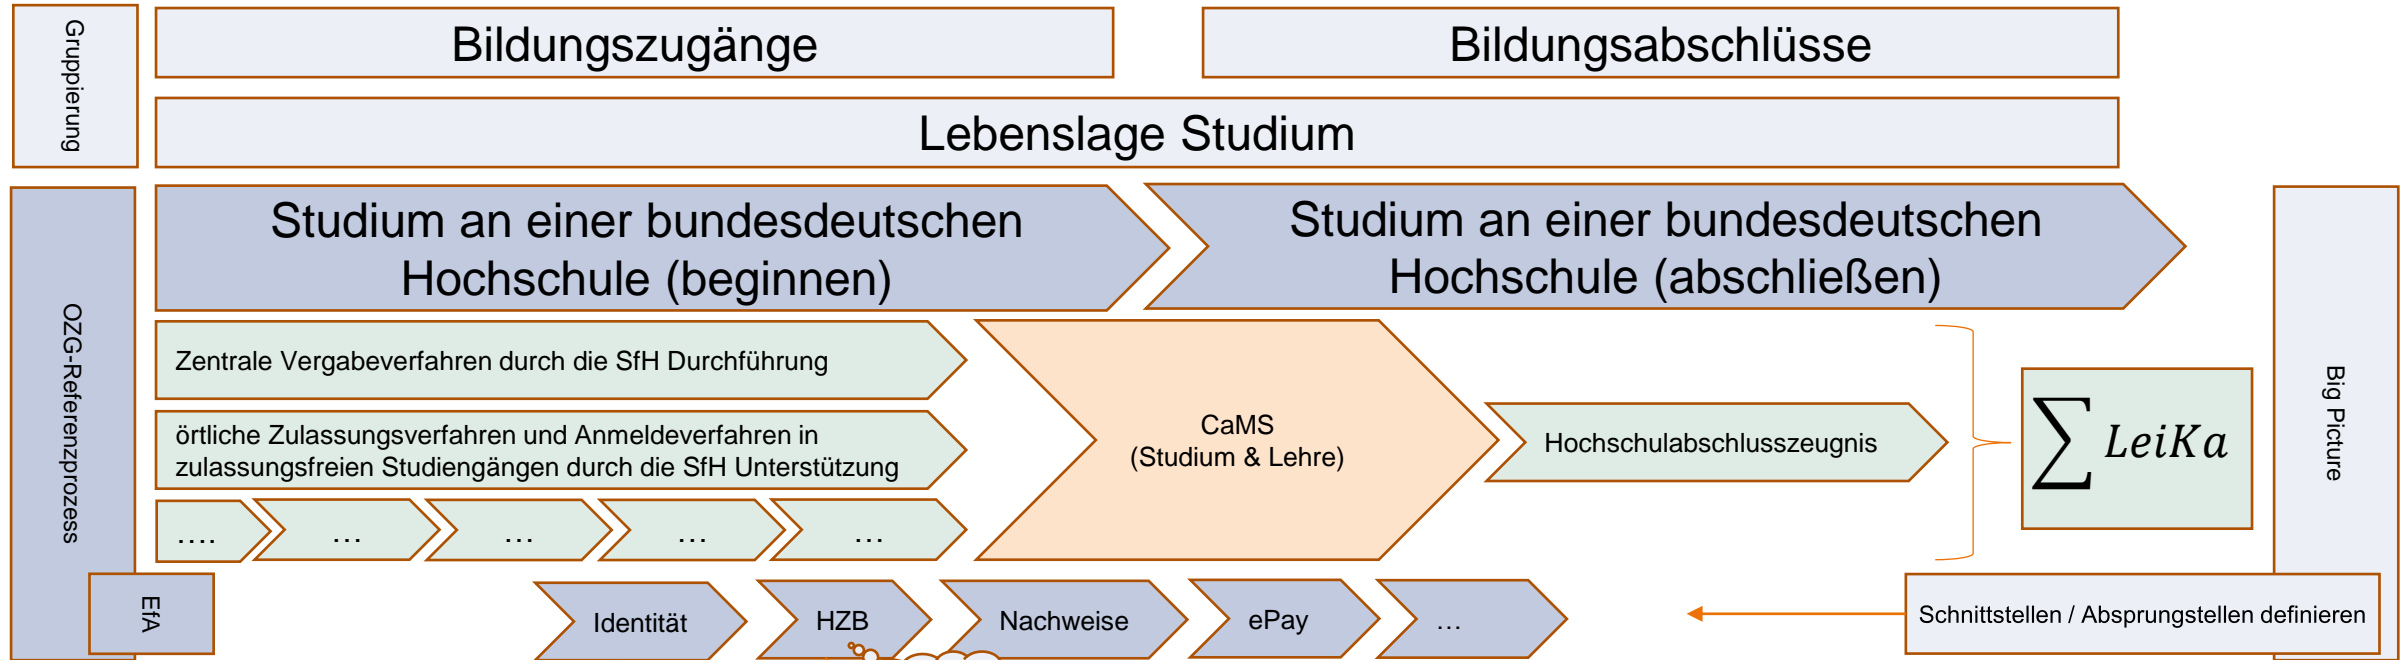 Gruppierung
Bildungszugänge
Bildungsabschlüsse
Lebenslage Studium
OZG-Referenzprozess
Studium an einer bundesdeutschen
Hochschule (beginnen)
Studium an einer bundesdeutschen
Hochschule (abschließen)
Big Picture
Zentrale Vergabeverfahren durch die SfH Durchführung
örtliche Zulassungsverfahren und Anmeldeverfahren in
zulassungsfreien Studiengängen durch die SfH Unterstützung
….
…
…
…
…
CaMS
(Studium & Lehre)
Hochschulabschlusszeugnis
∑ LeiKa
EfA
Identität
HZB
Nachweise
ePay
…
Schnittstellen / Absprungstellen definieren